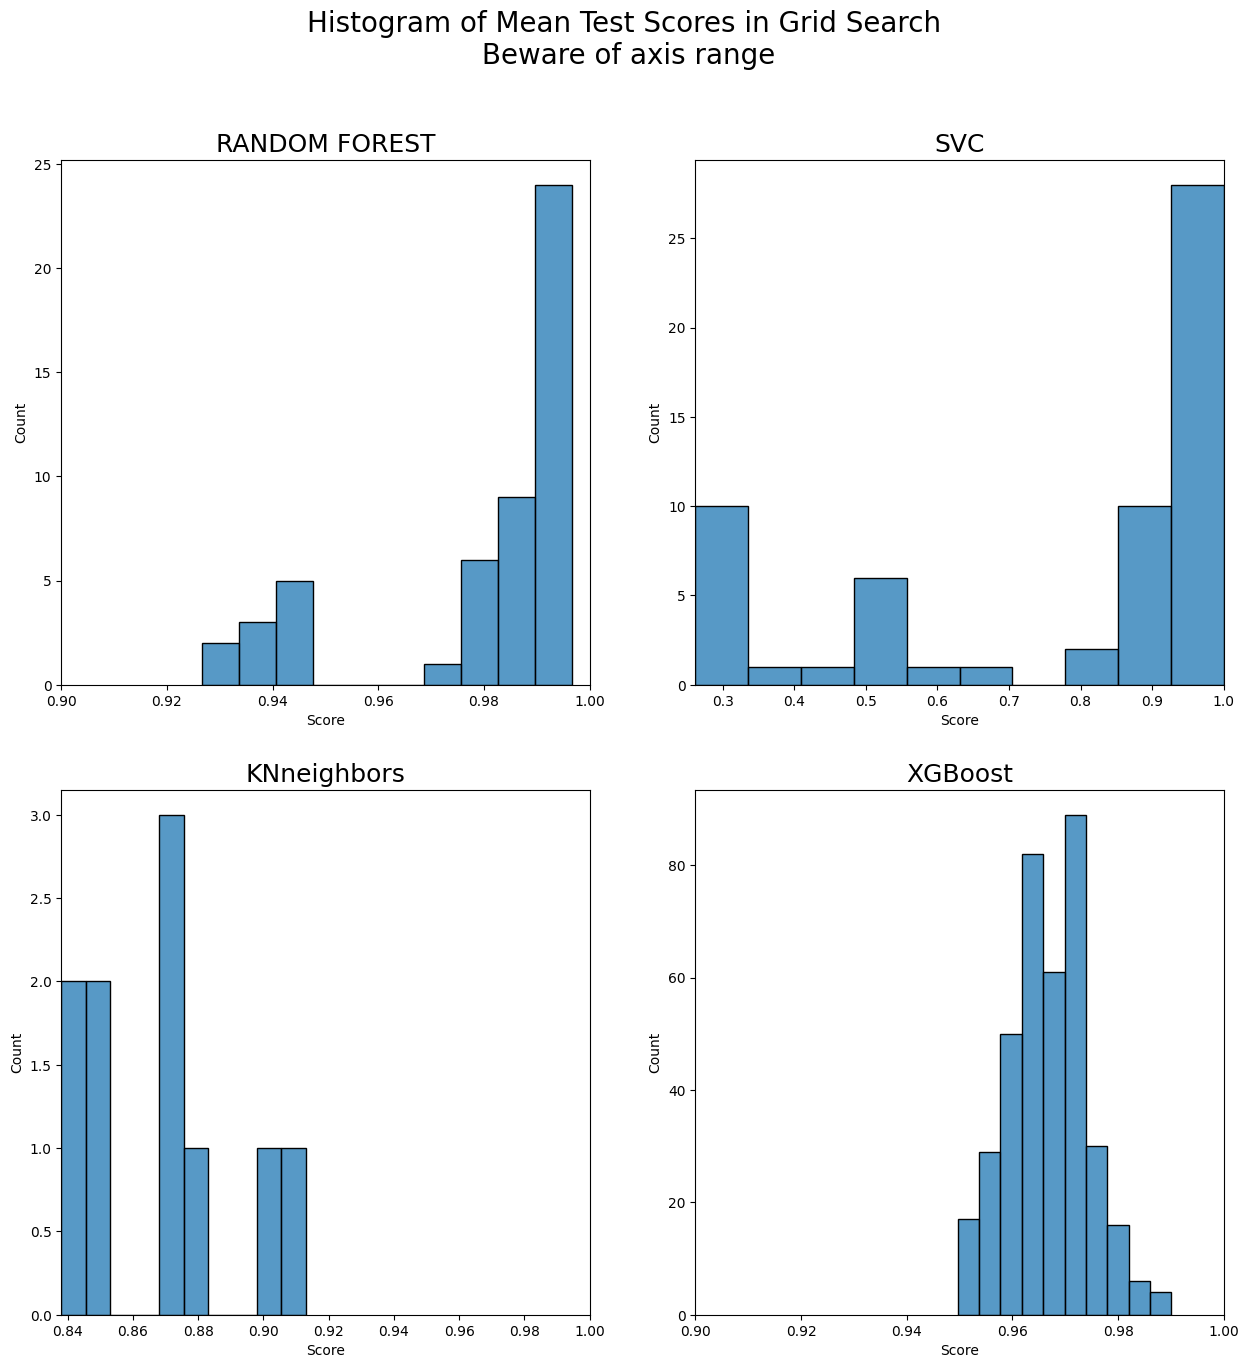 Histogram of Mean Test Scores in Grid Search
Beware of axis range
RANDOM FOREST
25
20
15
10
5
0
Count
0.90 0.92 0.94 0.96 0.98 1.00
Score
SVC
25
20
15
10
5
0
Count
0.3 0.4 0.5 0.6 0.7 0.8 0.9 1.0
Score
KNneighbors
3.0
2.5
2.0
1.5
1.0
0.5
0.0
Count
0.84 0.86 0.88 0.90 0.92 0.94 0.96 0.98 1.00
Score
XGBoost
80
60
40
20
0
Count
0.90 0.92 0.94 0.96 0.98 1.00
Score